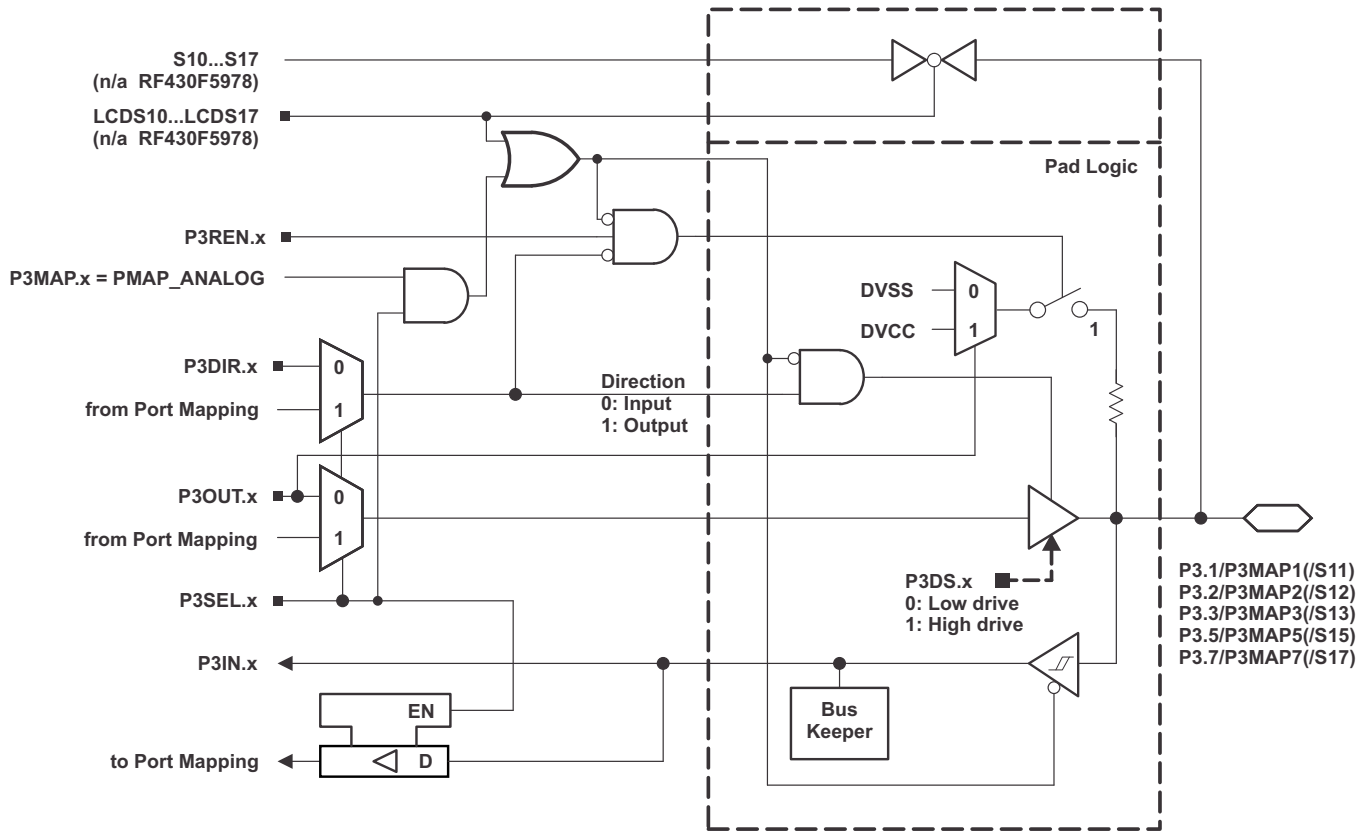 S10...S17
(n/a RF430F5978)
LCDS10...LCDS17
(n/a RF430F5978)
Pad Logic
P3REN.x
P3MAP.x = PMAP_ANALOG
DVSS
0
DVCC
1
1
P3DIR.x
0
from Port Mapping
1
Direction
0: Input
1: Output
P3OUT.x
0
from Port Mapping
1
P3DS.x
0: Low drive
1: High drive
P3.1/P3MAP1(/S11)
P3.2/P3MAP2(/S12)
P3.3/P3MAP3(/S13)
P3.5/P3MAP5(/S15)
P3.7/P3MAP7(/S17)
P3SEL.x
P3IN.x
EN
Bus
Keeper
to Port Mapping
D